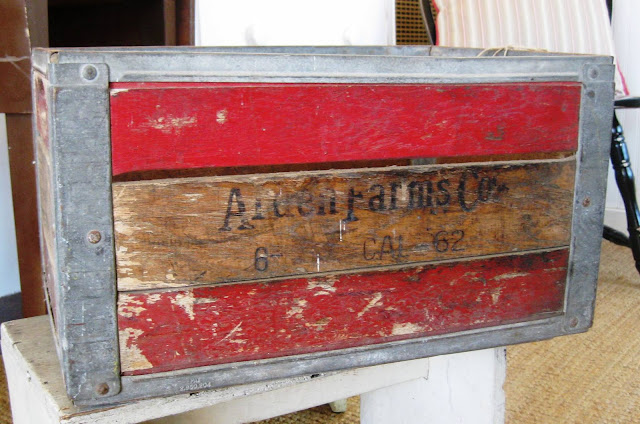 Arden Farms Co.
6 CAL - 62